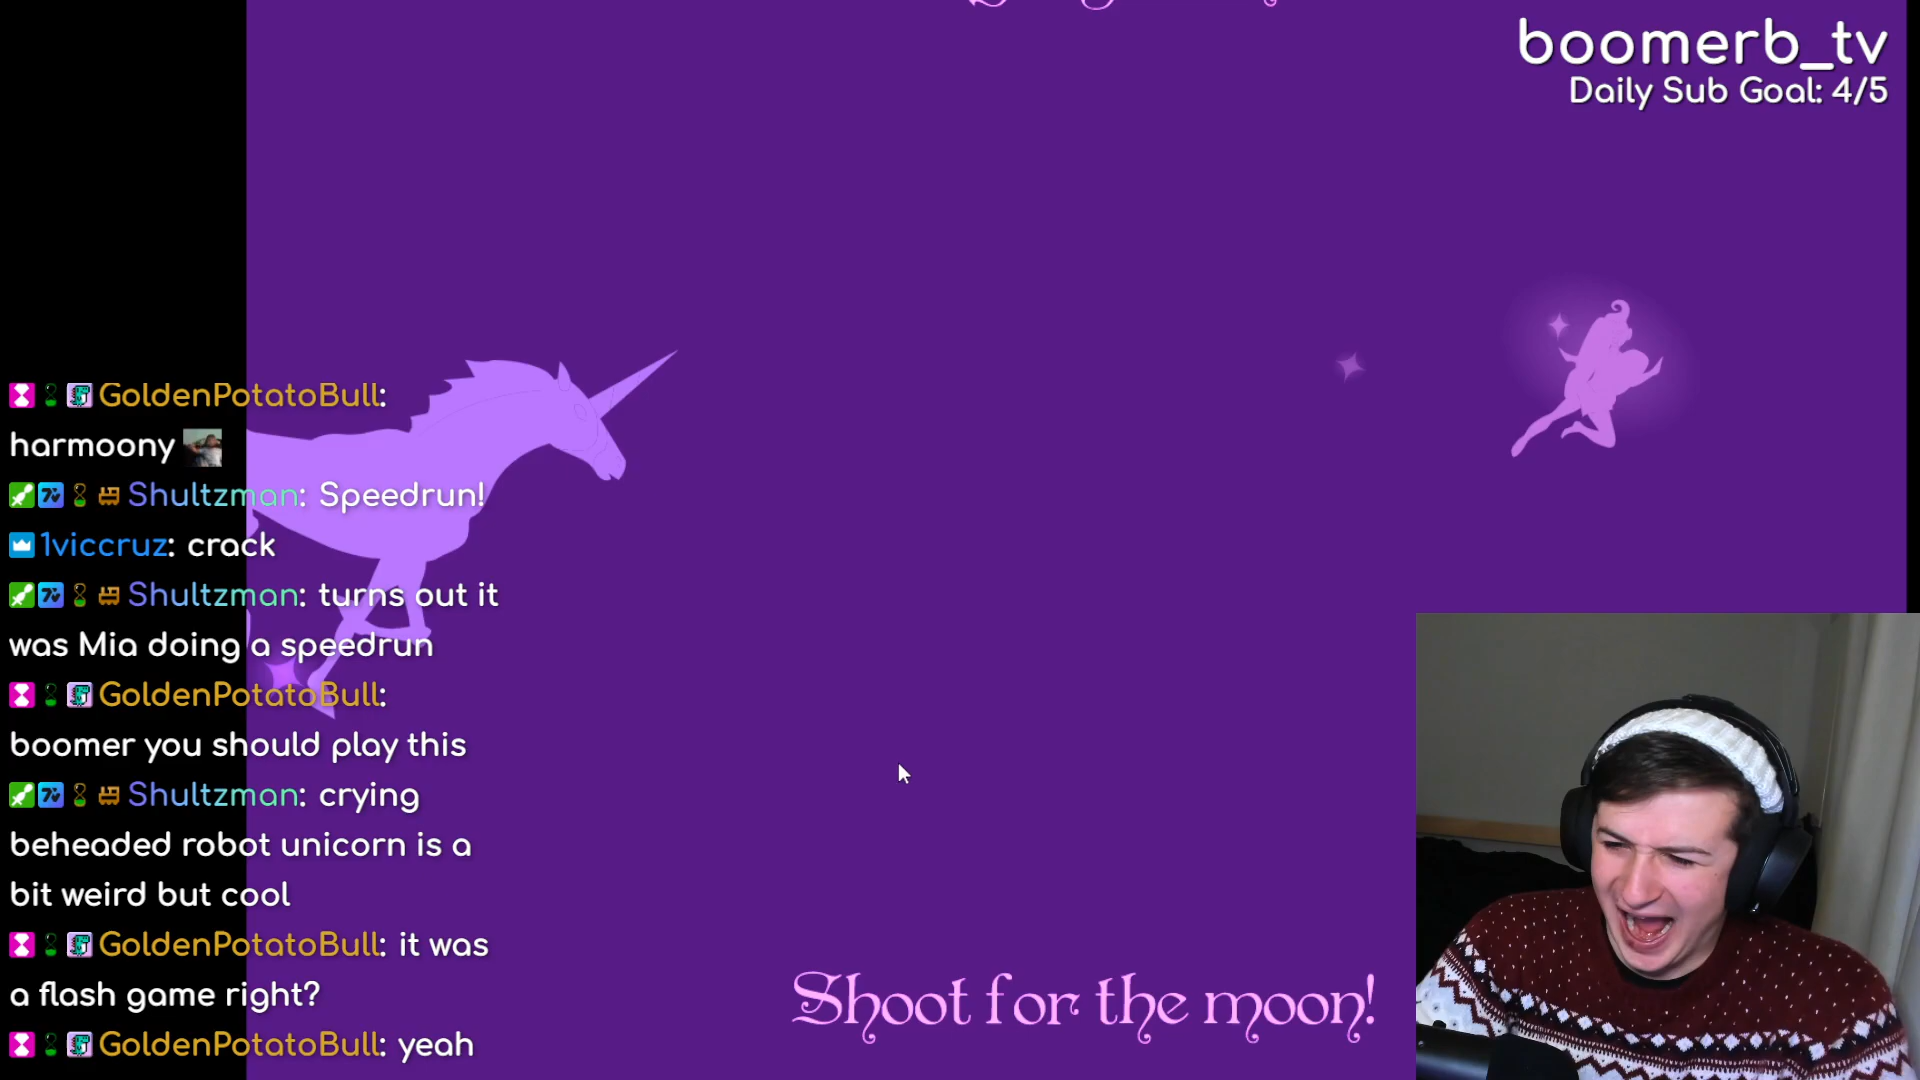 boomerb_tv
Daily Sub Goal: 4/5
GoldenPotatoBull:
harmoony
Shultzman: Speedrun!
1viccruz: crack
Shultzman: turns out it
was Mia doing a speedrun
GoldenPotatoBull:
boomer you should play this
Shultzman: crying
beheaded robot unicorn is a
bit weird but cool
GoldenPotatoBull: it was
a flash game right?
GoldenPotatoBull: yeah
Shoot for the moon!